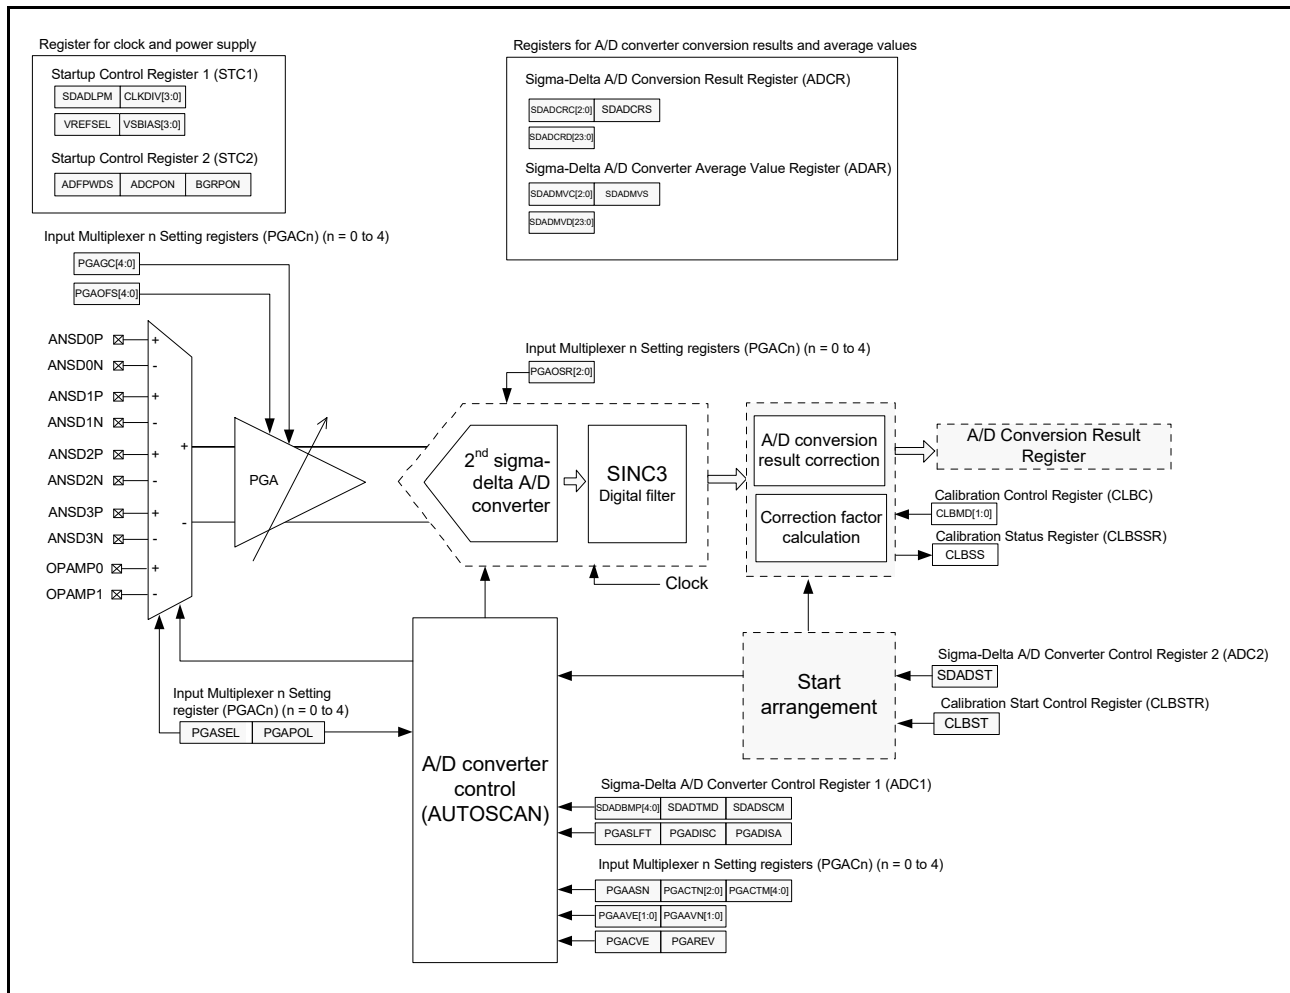 Register for clock and power supply
Startup Control Register 1 (STC1)
SDADLPM CLKDIV[3:0]
VREFSEL VSBIAS[3:0]
Startup Control Register 2 (STC2)
ADFPWDS ADCPON BGRPON
Registers for A/D converter conversion results and average values
Sigma-Delta A/D Conversion Result Register (ADCR)
SDADCRC[2:0] SDADCRS
SDADCRD[23:0]
Sigma-Delta A/D Converter Average Value Register (ADAR)
SDADMVC[2:0] SDADMVS
SDADMVD[23:0]
Input Multiplexer n Setting registers (PGACn) (n = 0 to 4)
PGAGC[4:0]
PGAOFS[4:0]
ANSD0P +
ANSD0N -
ANSD1P +
ANSD1N -
ANSD2P +
ANSD2N -
ANSD3P +
ANSD3N -
OPAMP0 +
OPAMP1 -
+
-
PGA
Input Multiplexer n Setting registers (PGACn) (n = 0 to 4)
PGAOSR[2:0]
2nd sigma-
delta A/D
converter
SINC3
Digital filter
Clock
A/D conversion
result correction
Correction factor
calculation
A/D Conversion Result
Register
Calibration Control Register (CLBC)
CLBMD[1:0]
Calibration Status Register (CLBSSR)
CLBSS
Start
arrangement
Sigma-Delta A/D Converter Control Register 2 (ADC2)
SDADST
Calibration Start Control Register (CLBSTR)
CLBST
Input Multiplexer n Setting
register (PGACn) (n = 0 to 4)
PGASEL PGAPOL
A/D converter
control
(AUTOSCAN)
Sigma-Delta A/D Converter Control Register 1 (ADC1)
SDADBMP[4:0] SDADTMD SDADSCM
PGASLFT PGADISC PGADISA
Input Multiplexer n Setting registers (PGACn) (n = 0 to 4)
PGAASN PGACTN[2:0] PGACTM[4:0]
PGAAVE[1:0] PGAAVN[1:0]
PGACVE PGAREV